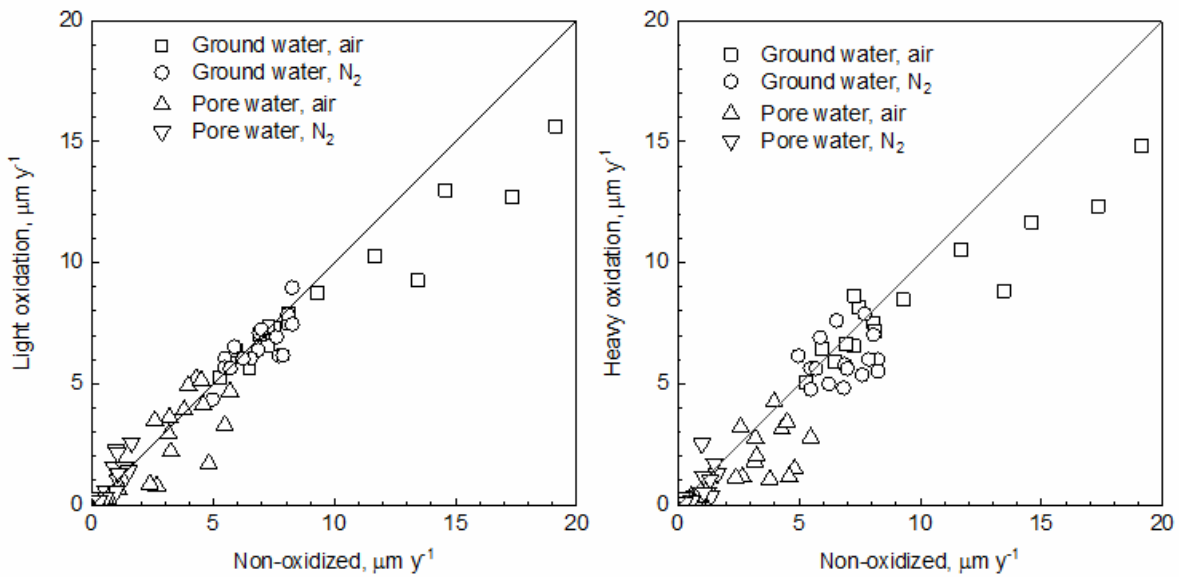 20
15
10
5
0
Light oxidation, μm y⁻¹
Ground water, air
Ground water, N₂
Pore water, air
Pore water, N₂
0 5 10 15 20
Non-oxidized, μm y⁻¹
20
15
10
5
0
Heavy oxidation, μm y⁻¹
Ground water, air
Ground water, N₂
Pore water, air
Pore water, N₂
0 5 10 15 20
Non-oxidized, μm y⁻¹